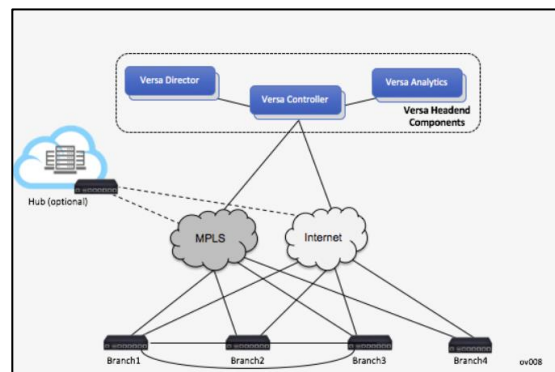 Versa Director
Versa Analytics
Versa Controller
Versa Headend
Components
Hub (optional)
MPLS
Internet
Branch1
Branch2
Branch3
Branch4
ov008